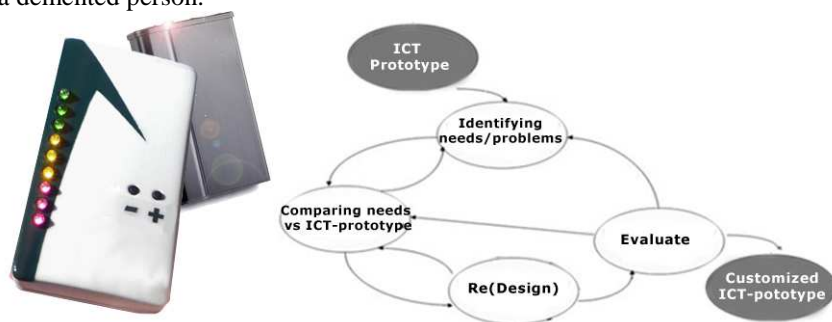 a demented person.
ICT
Prototype
Identifying
needs/problems
Comparing needs
vs ICT-prototype
Evaluate
Re(Design)
Customized
ICT-pototype